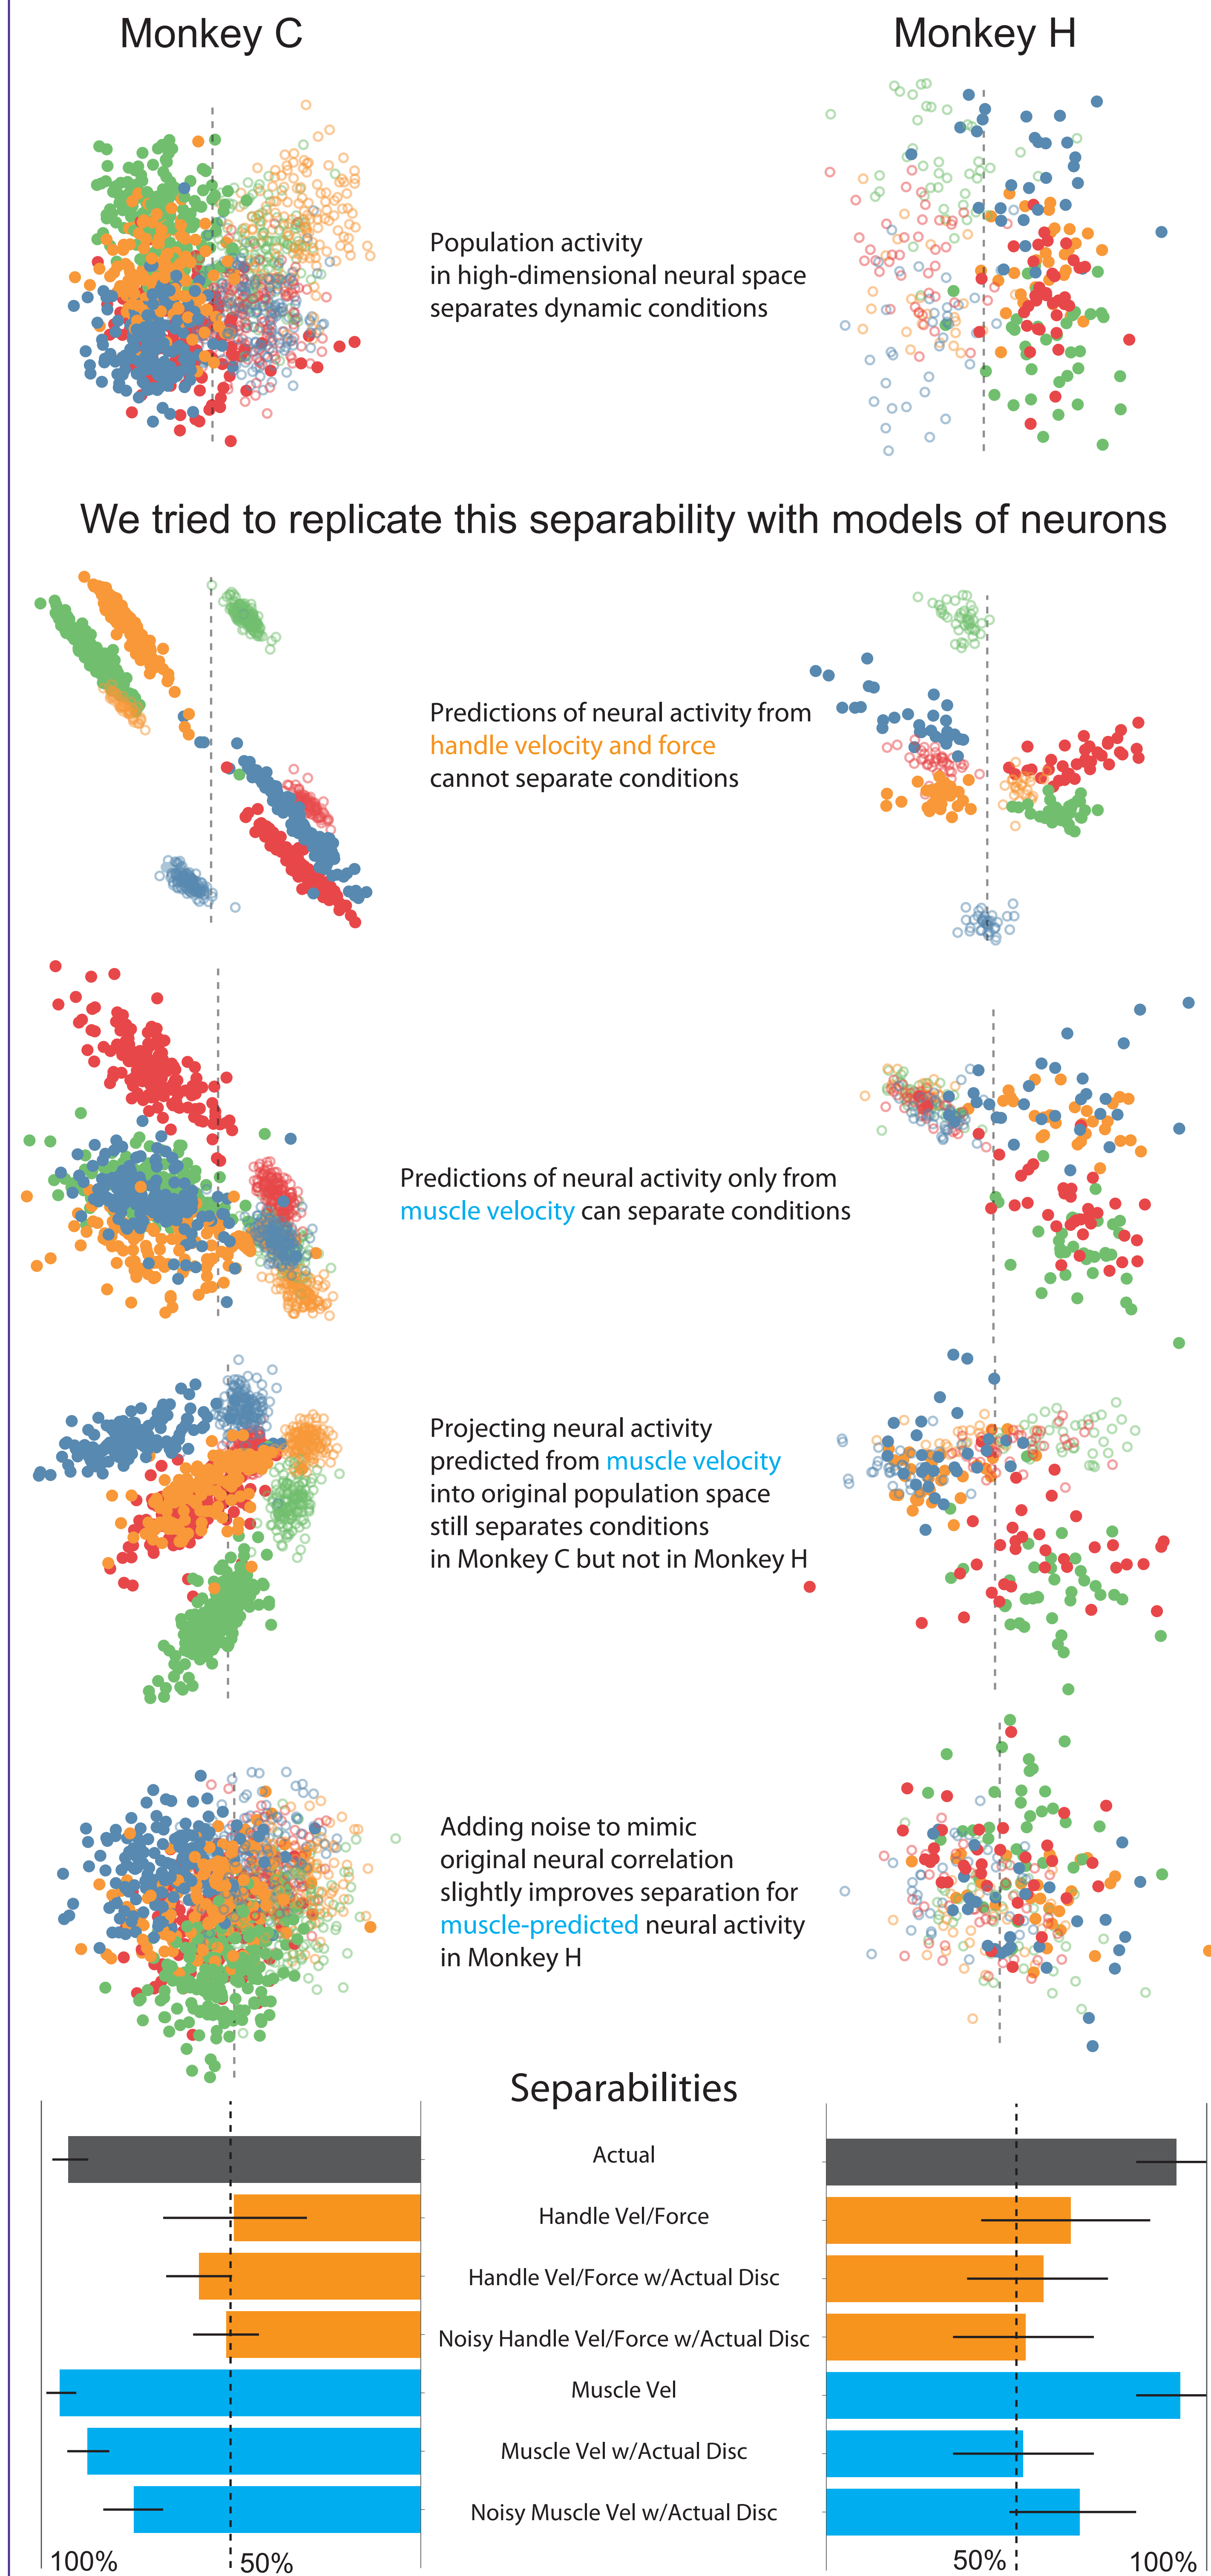 Monkey C
Monkey H
Population activity
in high-dimensional neural space
separates dynamic conditions
We tried to replicate this separability with models of neurons
Predictions of neural activity from
handle velocity and force
cannot separate conditions
Predictions of neural activity only from
muscle velocity can separate conditions
Projecting neural activity
predicted from muscle velocity
into original population space
still separates conditions
in Monkey C but not in Monkey H
Adding noise to mimic
original neural correlation
slightly improves separation for
muscle-predicted neural activity
in Monkey H
Separabilities
Actual
Handle Vel/Force
Handle Vel/Force w/Actual Disc
Noisy Handle Vel/Force w/Actual Disc
Muscle Vel
Muscle Vel w/Actual Disc
Noisy Muscle Vel w/Actual Disc
100% 50%
50% 100%